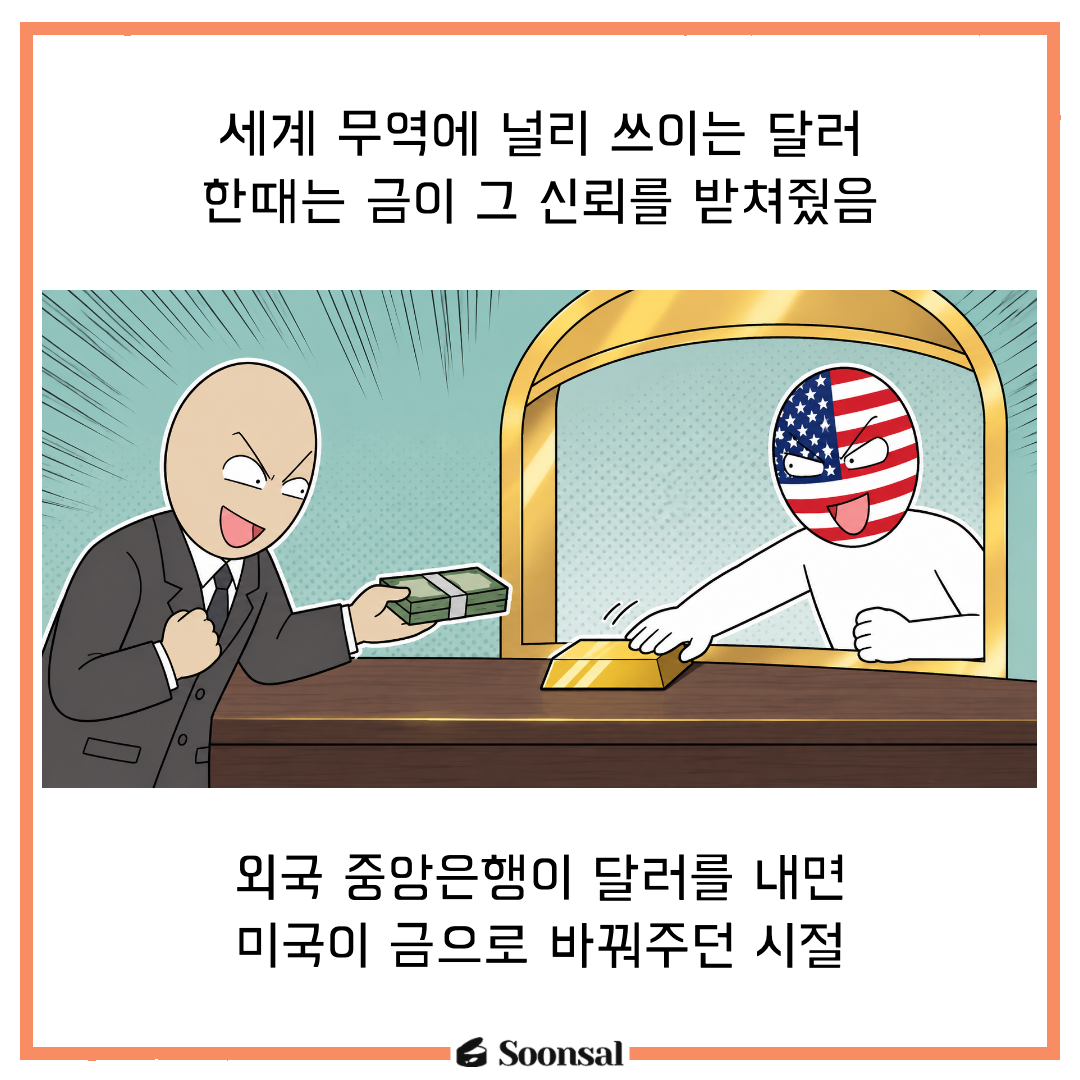 세계 무역에 널리 쓰이는 달러
한때는 금이 그 신뢰를 받쳐줬음
외국 중앙은행이 달러를 내면
미국이 금으로 바꿔주던 시절
Soonsal